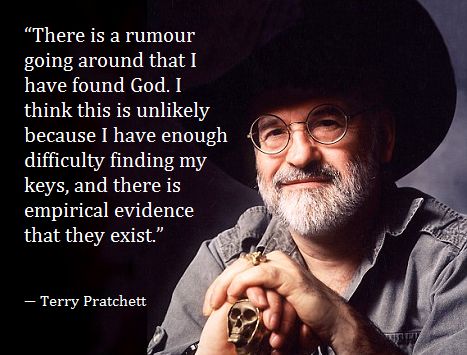 “There is a rumour
going around that I
have found God. I
think this is unlikely
because I have enough
difficulty finding my
keys, and there is
empirical evidence
that they exist.”
— Terry Pratchett